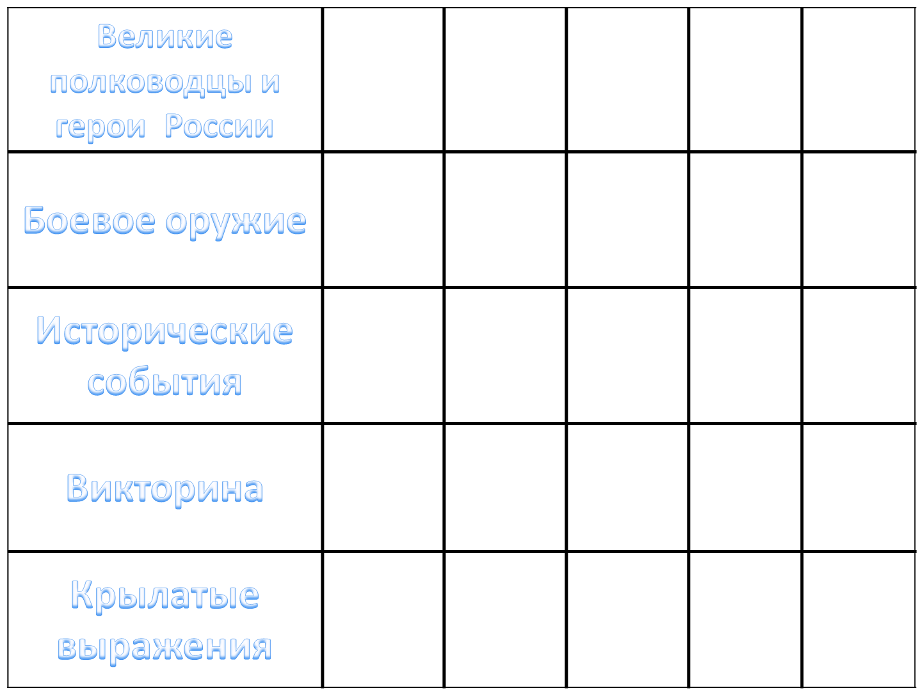 Великие
полководцы и
герои России
Боевое оружие
Исторические
события
Викторина
Крылатые
выражения